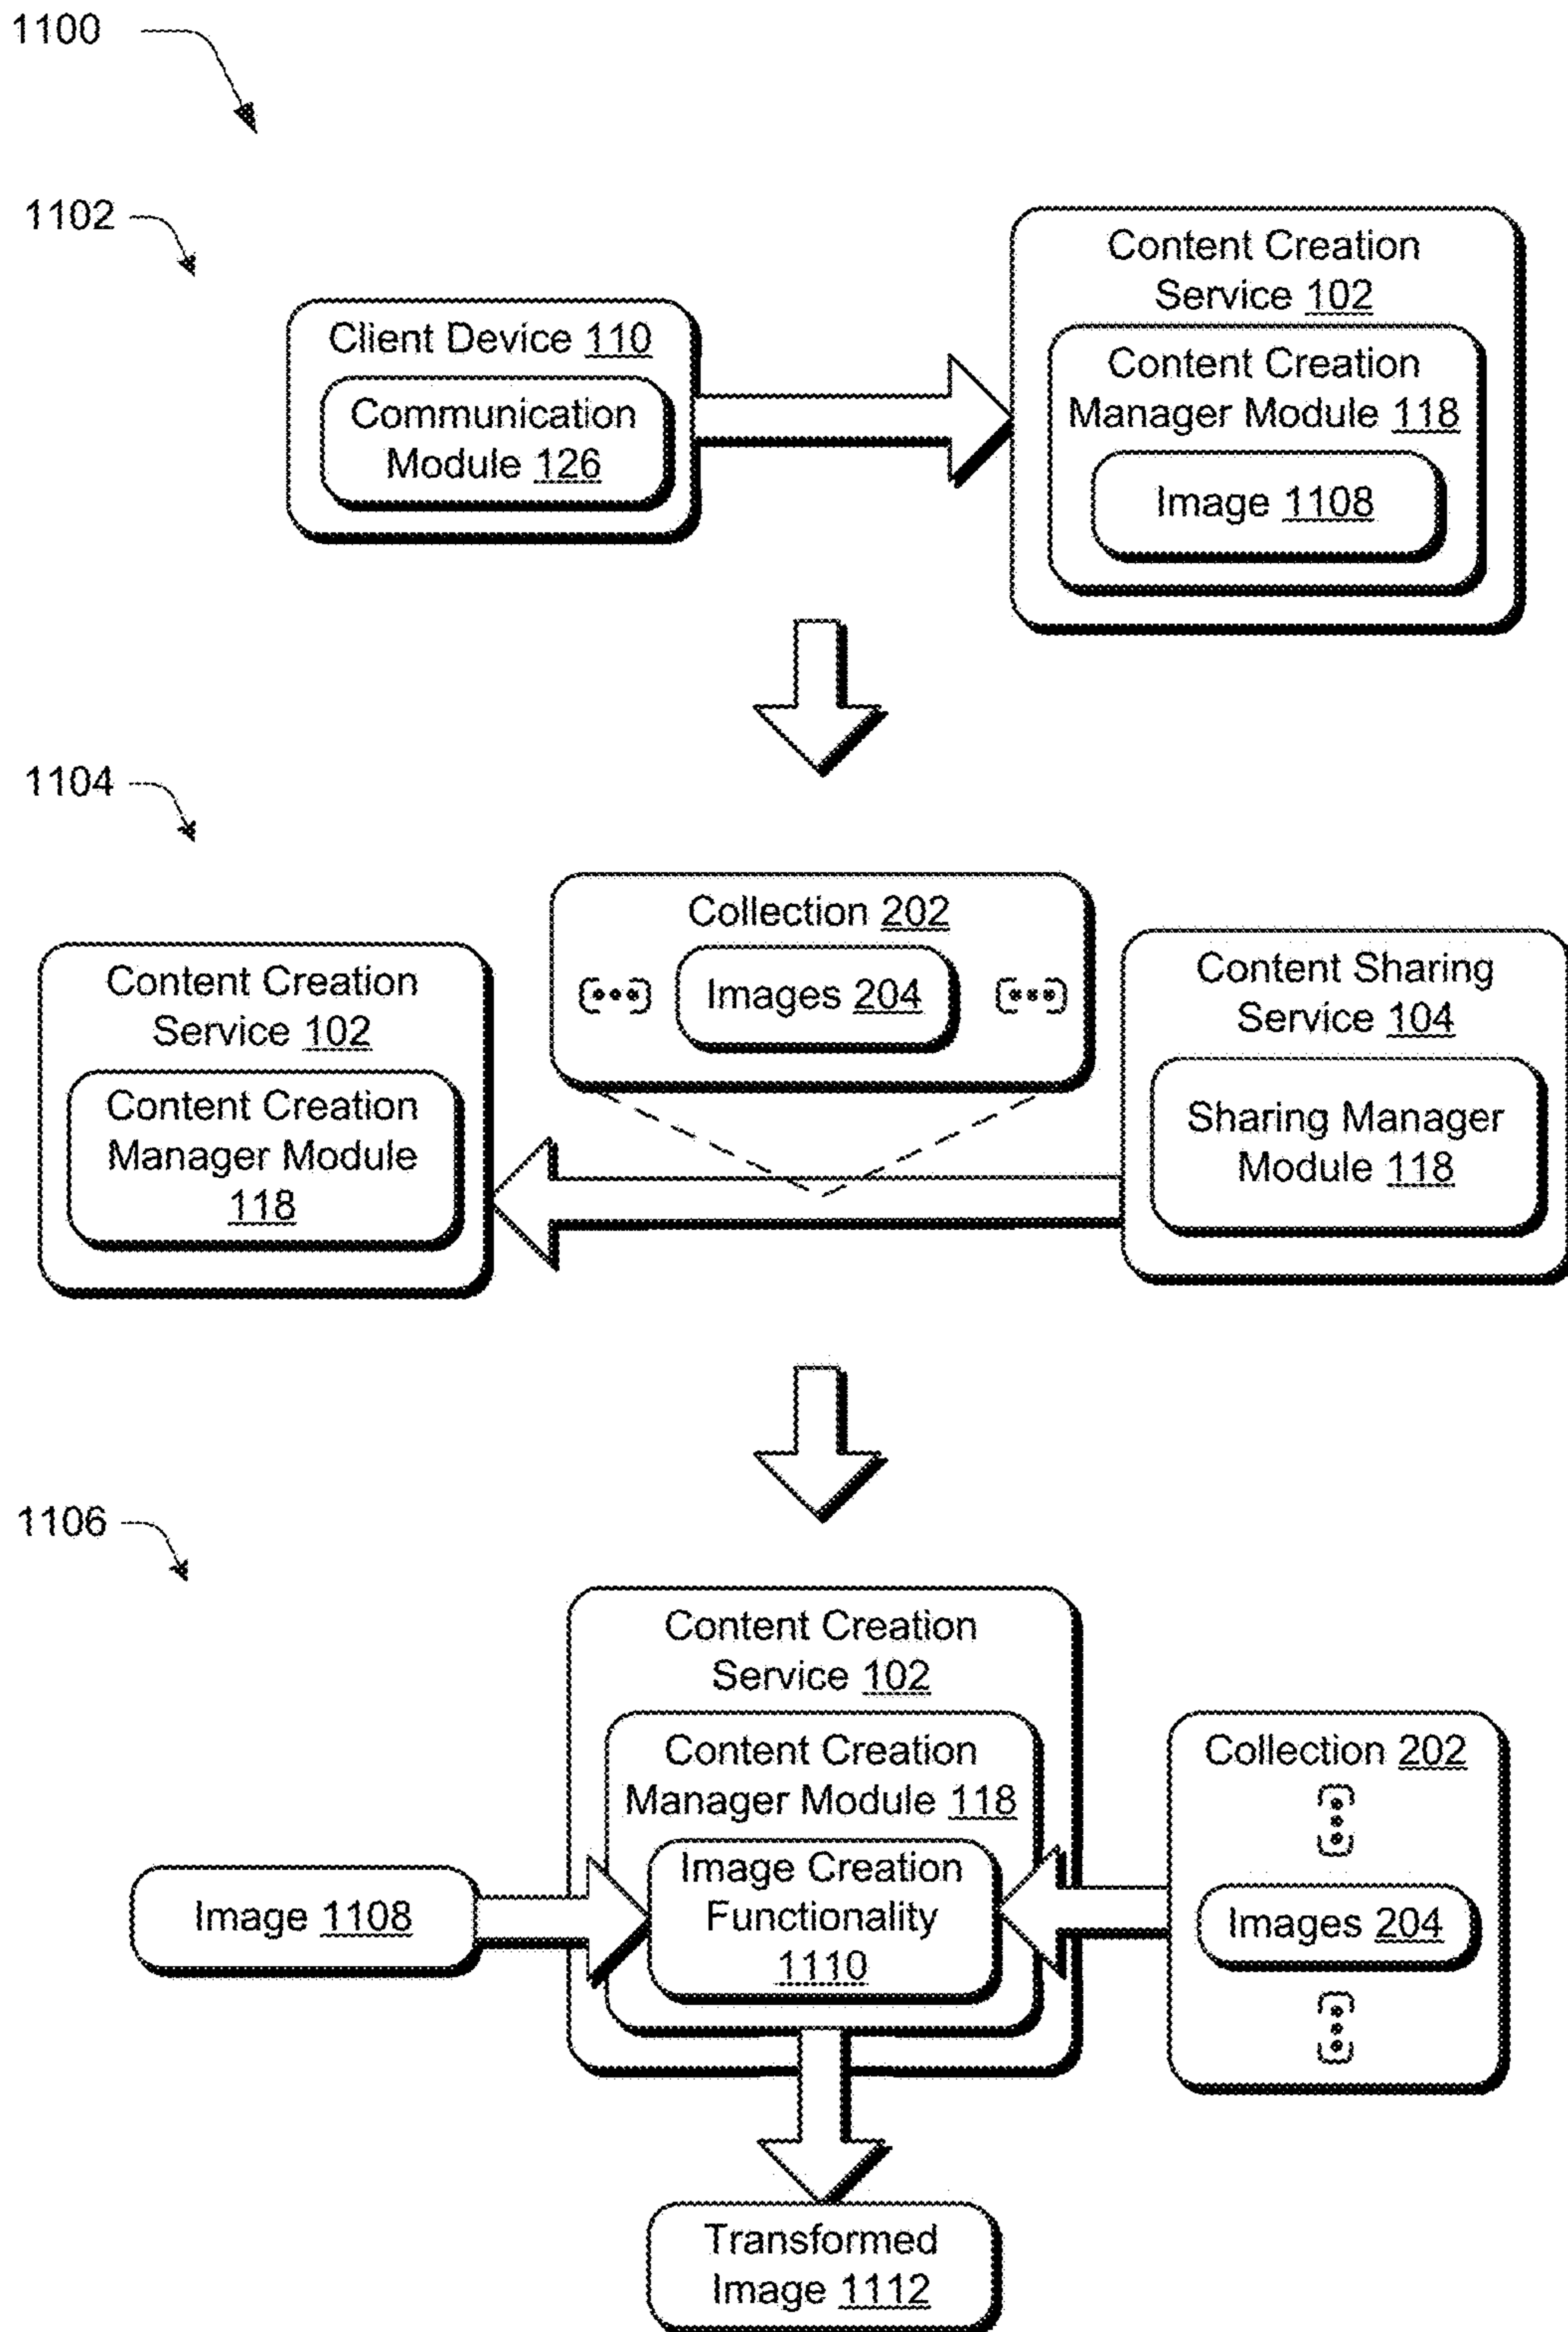 1100
1102
Client Device 110
Communication
Module 126
Content Creation
Service 102
Content Creation
Manager Module 118
Image 1108
1104
Content Creation
Service 102
Content Creation
Manager Module
118
Collection 202
Images 204
Content Sharing
Service 104
Sharing Manager
Module 118
1106
Content Creation
Service 102
Content Creation
Manager Module 118
Image Creation
Functionality
1110
Image 1108
Collection 202
Images 204
Transformed
Image 1112